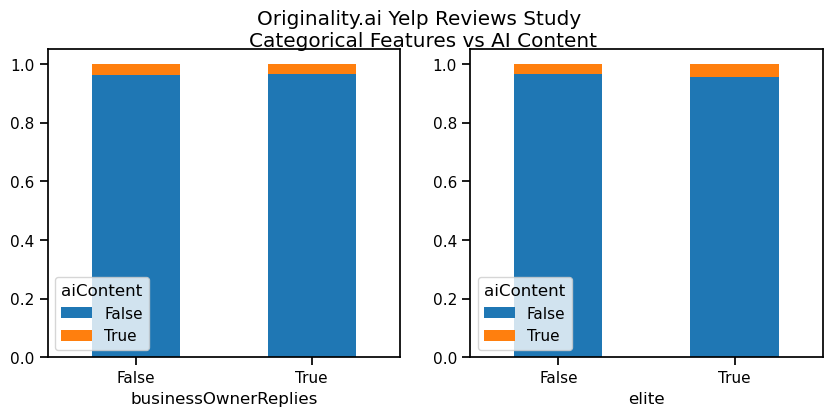 Originality.ai Yelp Reviews Study
Categorical Features vs AI Content
1.0
0.8
0.6
0.4
0.2
0.0
aiContent
False
True
False
True
businessOwnerReplies
1.0
0.8
0.6
0.4
0.2
0.0
aiContent
False
True
False
True
elite